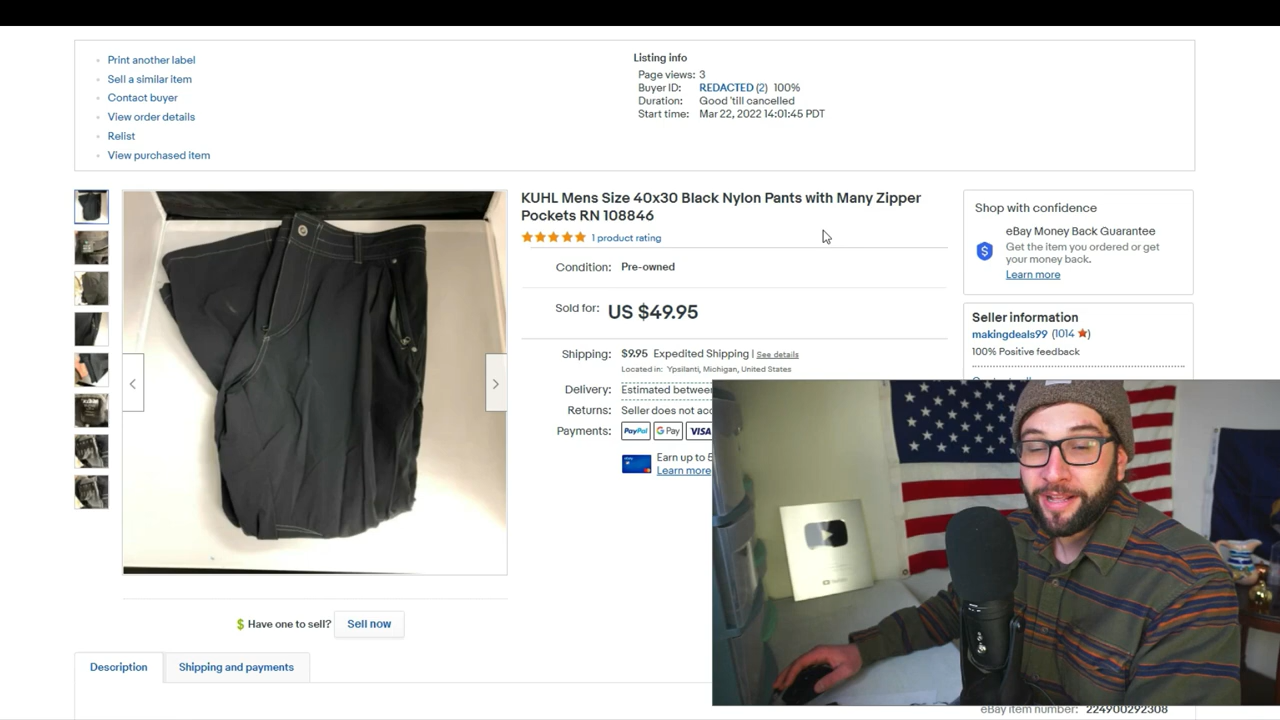 Print another label
Sell a similar item
Contact buyer
View order details
Relist
View purchased item
Listing info
Page views: 3
Buyer ID: REDACTED (2) 100%
Duration: Good 'till cancelled
Start time: Mar 22, 2022 14:01:45 PDT
KUHL Mens Size 40x30 Black Nylon Pants with Many Zipper
Pockets RN 108846
1 product rating
Condition: Pre-owned
Sold for: US $49.95
Shipping: $9.95 Expedited Shipping | See details
Located in: Ypsilanti, Michigan, United States
Delivery: Estimated between
Returns: Seller does not acc
Payments: PayPal G Pay VISA
Earn up to 5
Learn more
Shop with confidence
eBay Money Back Guarantee
Get the item you ordered or get
your money back.
Learn more
Seller information
makingdeals99 (1014)
100% Positive feedback
$ Have one to sell? Sell now
Description
Shipping and payments
eBay item number: 224900292308